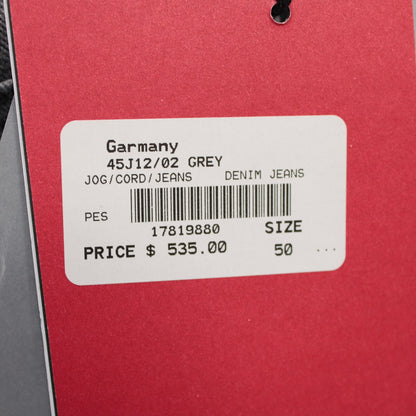 Garmany
45J12/02 GREY
JOG/CORD/JEANS DENIM JEANS
PES
17819880 SIZE
PRICE $ 535.00 50 ...